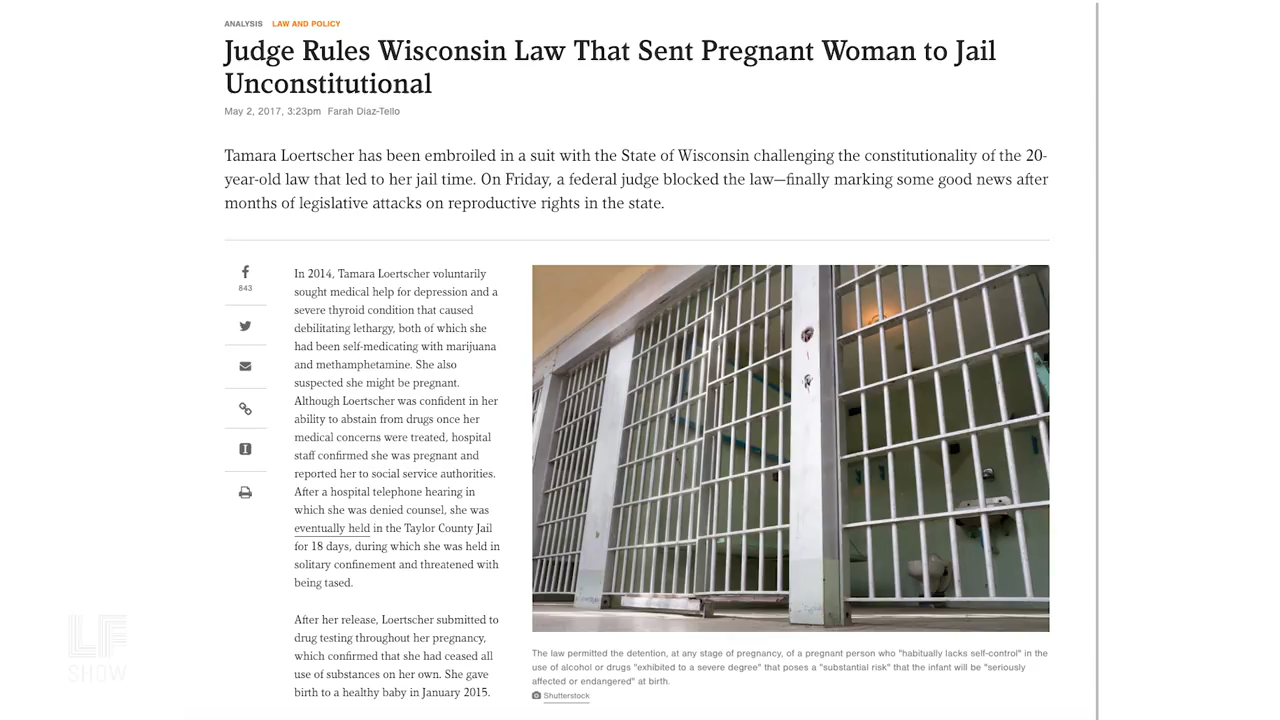 ANALYSIS LAW AND POLICY
Judge Rules Wisconsin Law That Sent Pregnant Woman to Jail
Unconstitutional
May 2, 2017, 3:23pm Farah Diaz-Tello
Tamara Loertscher has been embroiled in a suit with the State of Wisconsin challenging the constitutionality of the 20-
year-old law that led to her jail time. On Friday, a federal judge blocked the law—finally marking some good news after
months of legislative attacks on reproductive rights in the state.
843
In 2014, Tamara Loertscher voluntarily
sought medical help for depression and a
severe thyroid condition that caused
debilitating lethargy, both of which she
had been self-medicating with marijuana
and methamphetamine. She also
suspected she might be pregnant.
Although Loertscher was confident in her
ability to abstain from drugs once her
medical concerns were treated, hospital
staff confirmed she was pregnant and
reported her to social service authorities.
After a hospital telephone hearing in
which she was denied counsel, she was
eventually held in the Taylor County Jail
for 18 days, during which she was held in
solitary confinement and threatened with
being tased.
After her release, Loertscher submitted to
drug testing throughout her pregnancy,
which confirmed that she had ceased all
use of substances on her own. She gave
birth to a healthy baby in January 2015.
The law permitted the detention, at any stage of pregnancy, of a pregnant person who "habitually lacks self-control" in the
use of alcohol or drugs "exhibited to a severe degree" that poses a "substantial risk" that the infant will be "seriously
affected or endangered" at birth.
Shutterstock
LF
SHOW